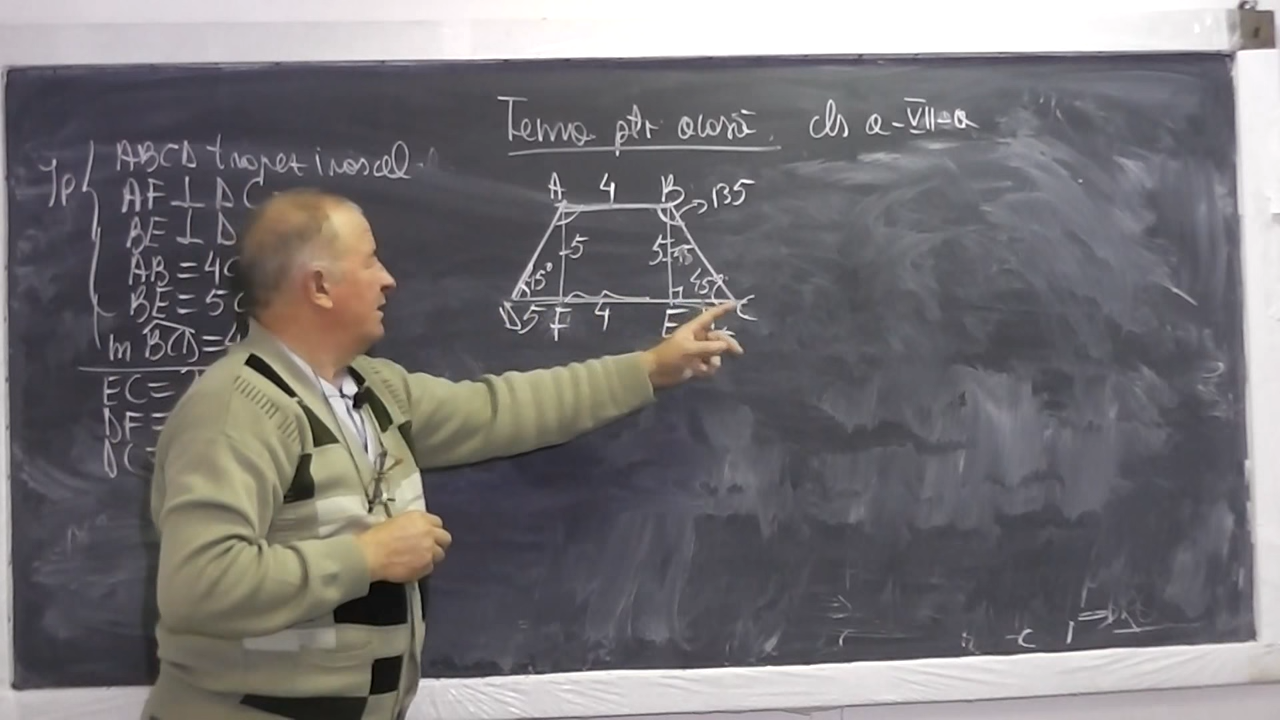 Tema ptr acasă. cls a-VII-a
Ip
ABCD trapez isoscel
AF ⊥ DC
BE ⊥ D
AB = 4
BE = 5
m BCD = 4
EC =
DF =
DC =
A 4 B 135
5 5 45
45° 45°
D 5 F 4 E C